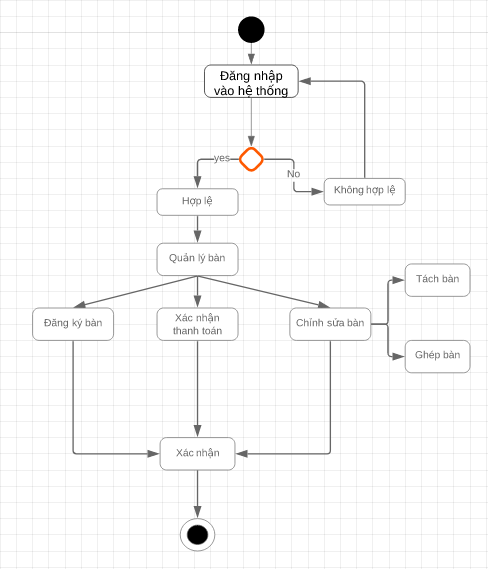 Đăng nhập
vào hệ thống
yes
No
Không hợp lệ
Hợp lệ
Quản lý bàn
Tách bàn
Đăng ký bàn
Xác nhận
thanh toán
Chỉnh sửa bàn
Ghép bàn
Xác nhận